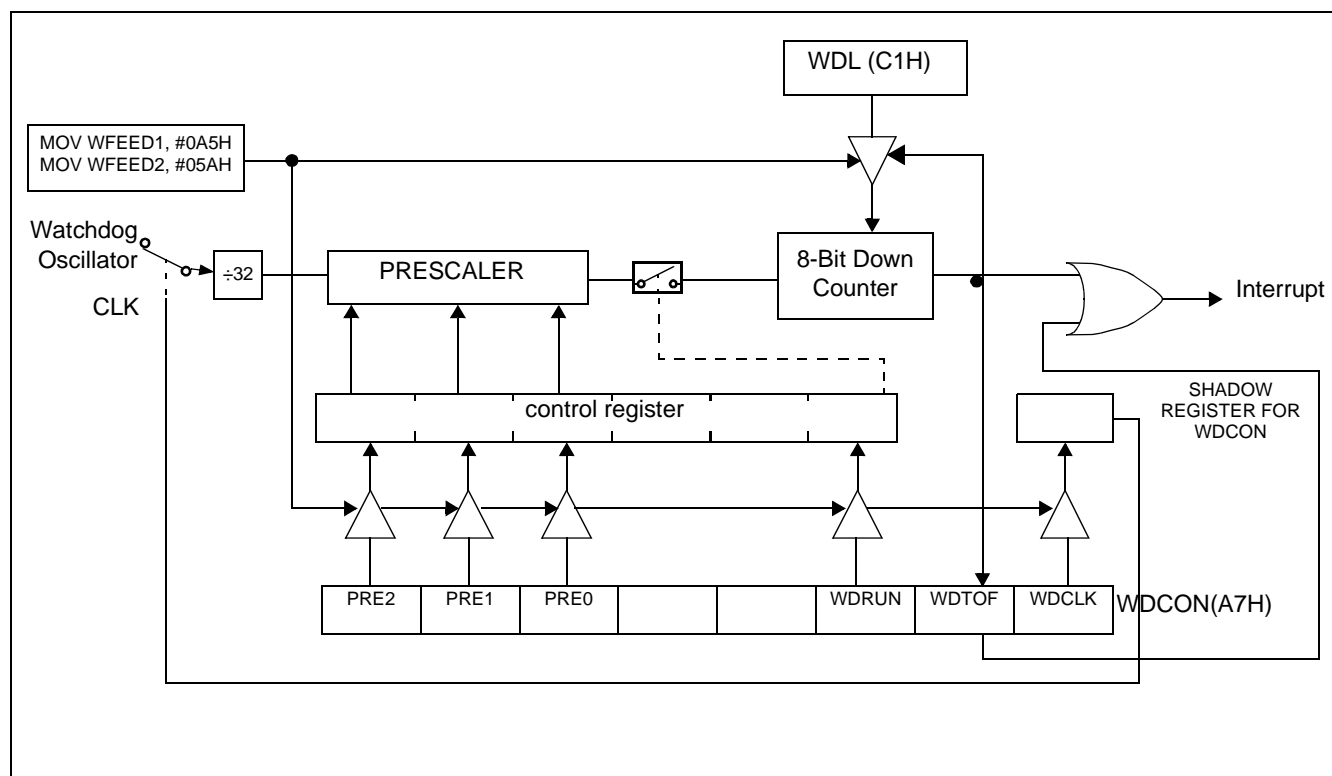 WDL (C1H)
MOV WFEED1, #0A5H
MOV WFEED2, #05AH
Watchdog
Oscillator
CLK
÷32
PRESCALER
8-Bit Down
Counter
Interrupt
control register
SHADOW
REGISTER FOR
WDCON
PRE2
PRE1
PRE0
WDRUN
WDTOF
WDCLK
WDCON(A7H)